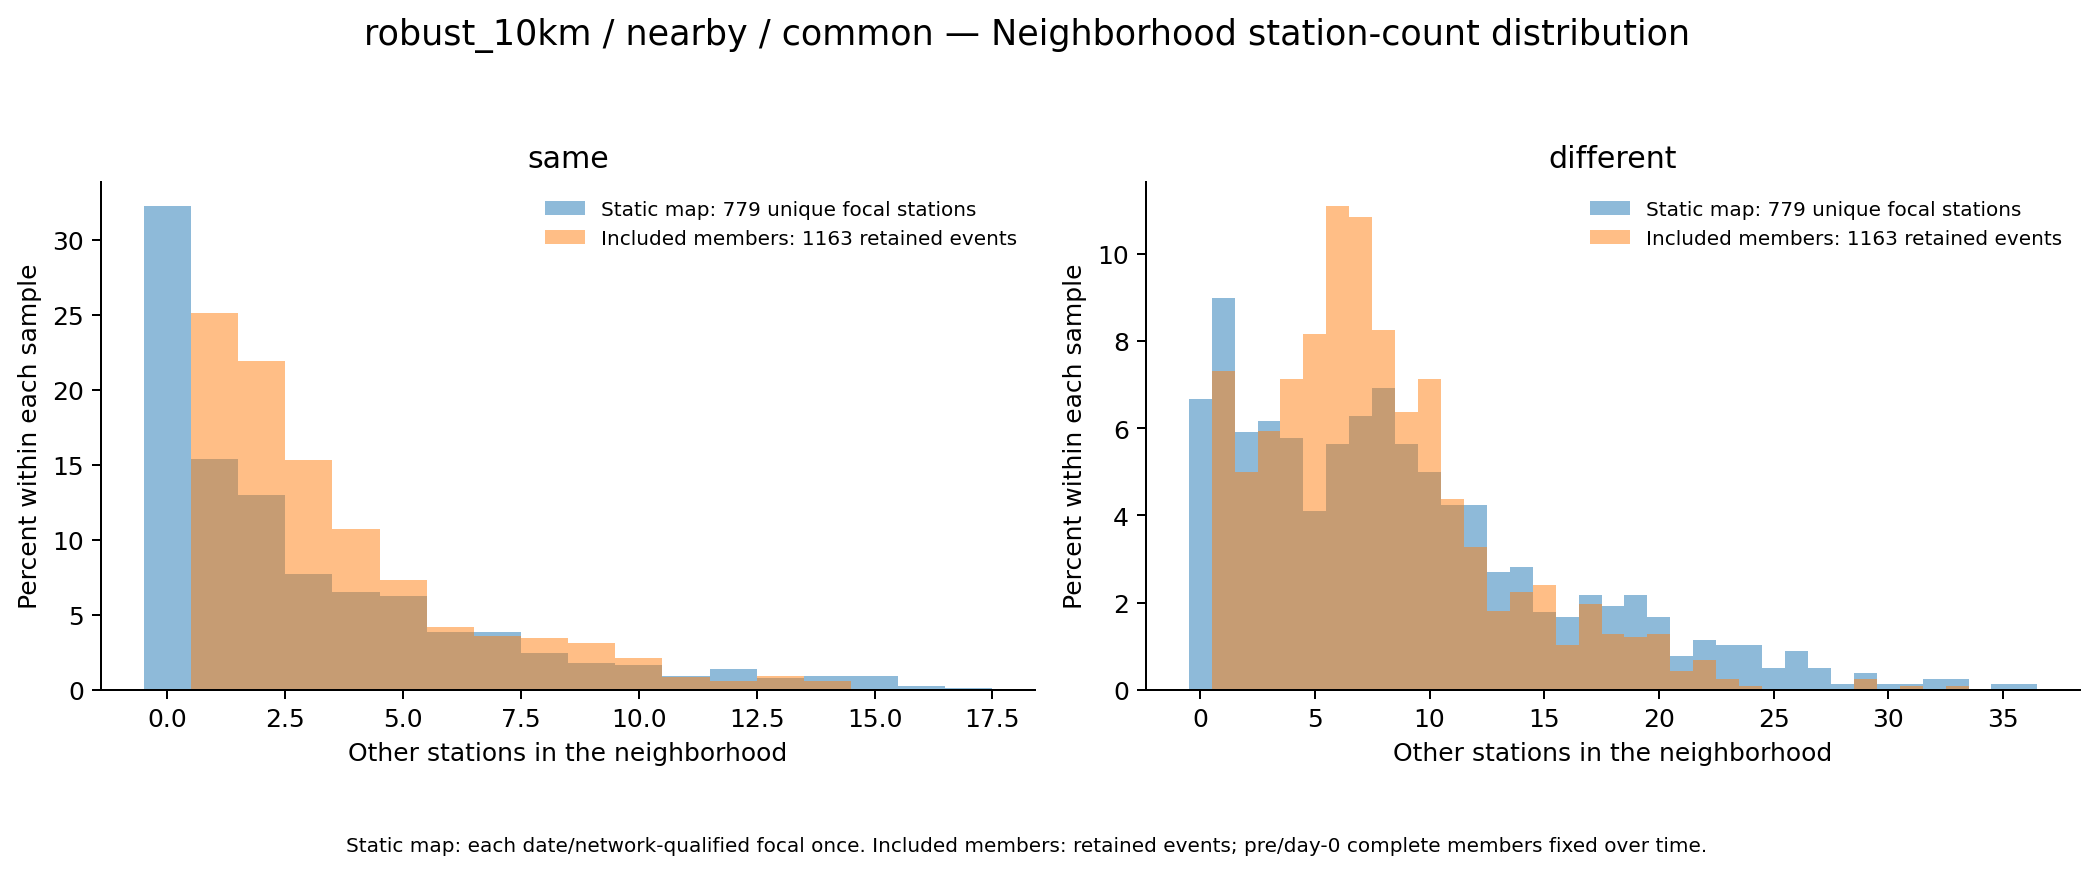 robust_10km / nearby / common — Neighborhood station-count distribution
same
Static map: 779 unique focal stations
Included members: 1163 retained events
Percent within each sample
30
25
20
15
10
5
0
0.0 2.5 5.0 7.5 10.0 12.5 15.0 17.5
Other stations in the neighborhood
different
Static map: 779 unique focal stations
Included members: 1163 retained events
Percent within each sample
10
8
6
4
2
0
0 5 10 15 20 25 30 35
Other stations in the neighborhood
Static map: each date/network-qualified focal once. Included members: retained events; pre/day-0 complete members fixed over time.